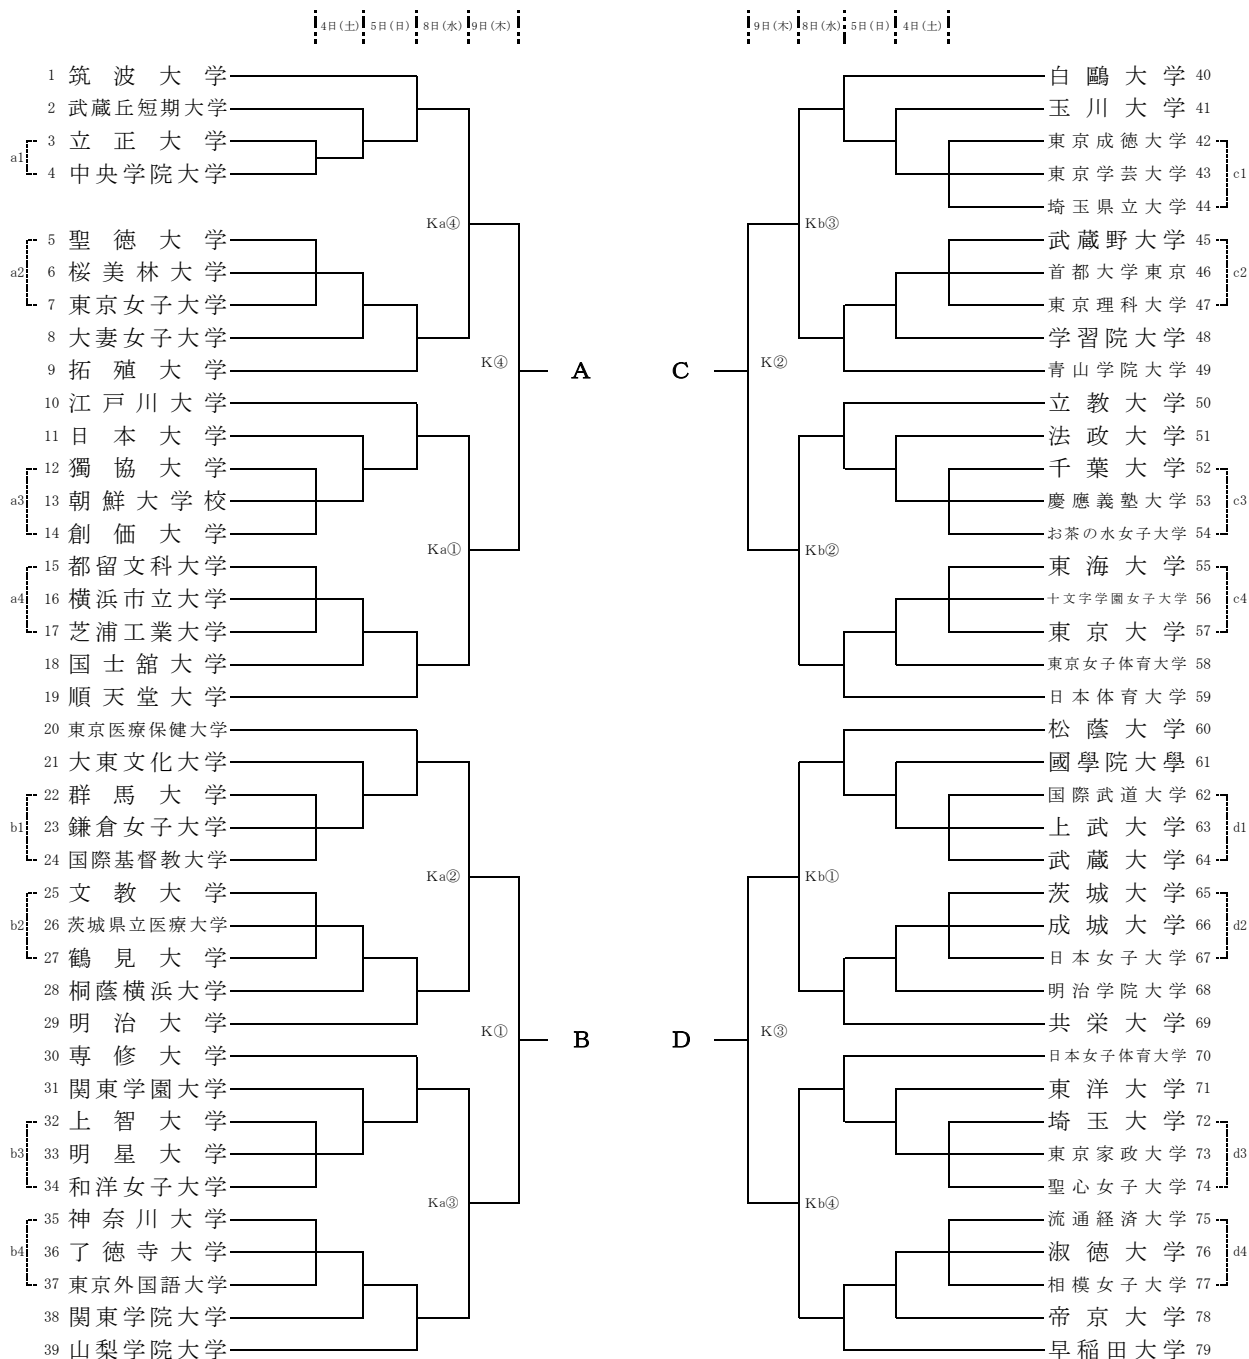 4日(土) 5日(日) 8日(水) 9日(木)
9日(木) 8日(水) 5日(日) 4日(土)
1 筑波大学
2 武蔵丘短期大学
3 立正大学
a1
4 中央学院大学
Ka④
5 聖徳大学
a2
6 桜美林大学
7 東京女子大学
8 大妻女子大学
9 拓殖大学
K④
A
10 江戸川大学
11 日本大学
12 獨協大学
a3
13 朝鮮大学校
14 創価大学
Ka①
15 都留文科大学
a4
16 横浜市立大学
17 芝浦工業大学
18 国士舘大学
19 順天堂大学
20 東京医療保健大学
21 大東文化大学
22 群馬大学
b1
23 鎌倉女子大学
24 国際基督教大学
Ka②
25 文教大学
b2
26 茨城県立医療大学
27 鶴見大学
28 桐蔭横浜大学
29 明治大学
K①
B
30 専修大学
31 関東学園大学
32 上智大学
b3
33 明星大学
34 和洋女子大学
Ka③
35 神奈川大学
b4
36 了徳寺大学
37 東京外国語大学
38 関東学院大学
39 山梨学院大学
白鷗大学 40
玉川大学 41
東京成徳大学 42
東京学芸大学 43
c1
埼玉県立大学 44
Kb③
武蔵野大学 45
首都大学東京 46
c2
東京理科大学 47
学習院大学 48
青山学院大学 49
C
K②
立教大学 50
法政大学 51
千葉大学 52
慶應義塾大学 53
c3
お茶の水女子大学 54
Kb②
東海大学 55
十文字学園女子大学 56
c4
東京大学 57
東京女子体育大学 58
日本体育大学 59
松蔭大学 60
國學院大學 61
国際武道大学 62
上武大学 63
d1
武蔵大学 64
Kb①
茨城大学 65
成城大学 66
d2
日本女子大学 67
明治学院大学 68
共栄大学 69
D
K③
日本女子体育大学 70
東洋大学 71
埼玉大学 72
東京家政大学 73
d3
聖心女子大学 74
Kb④
流通経済大学 75
淑徳大学 76
d4
相模女子大学 77
帝京大学 78
早稲田大学 79